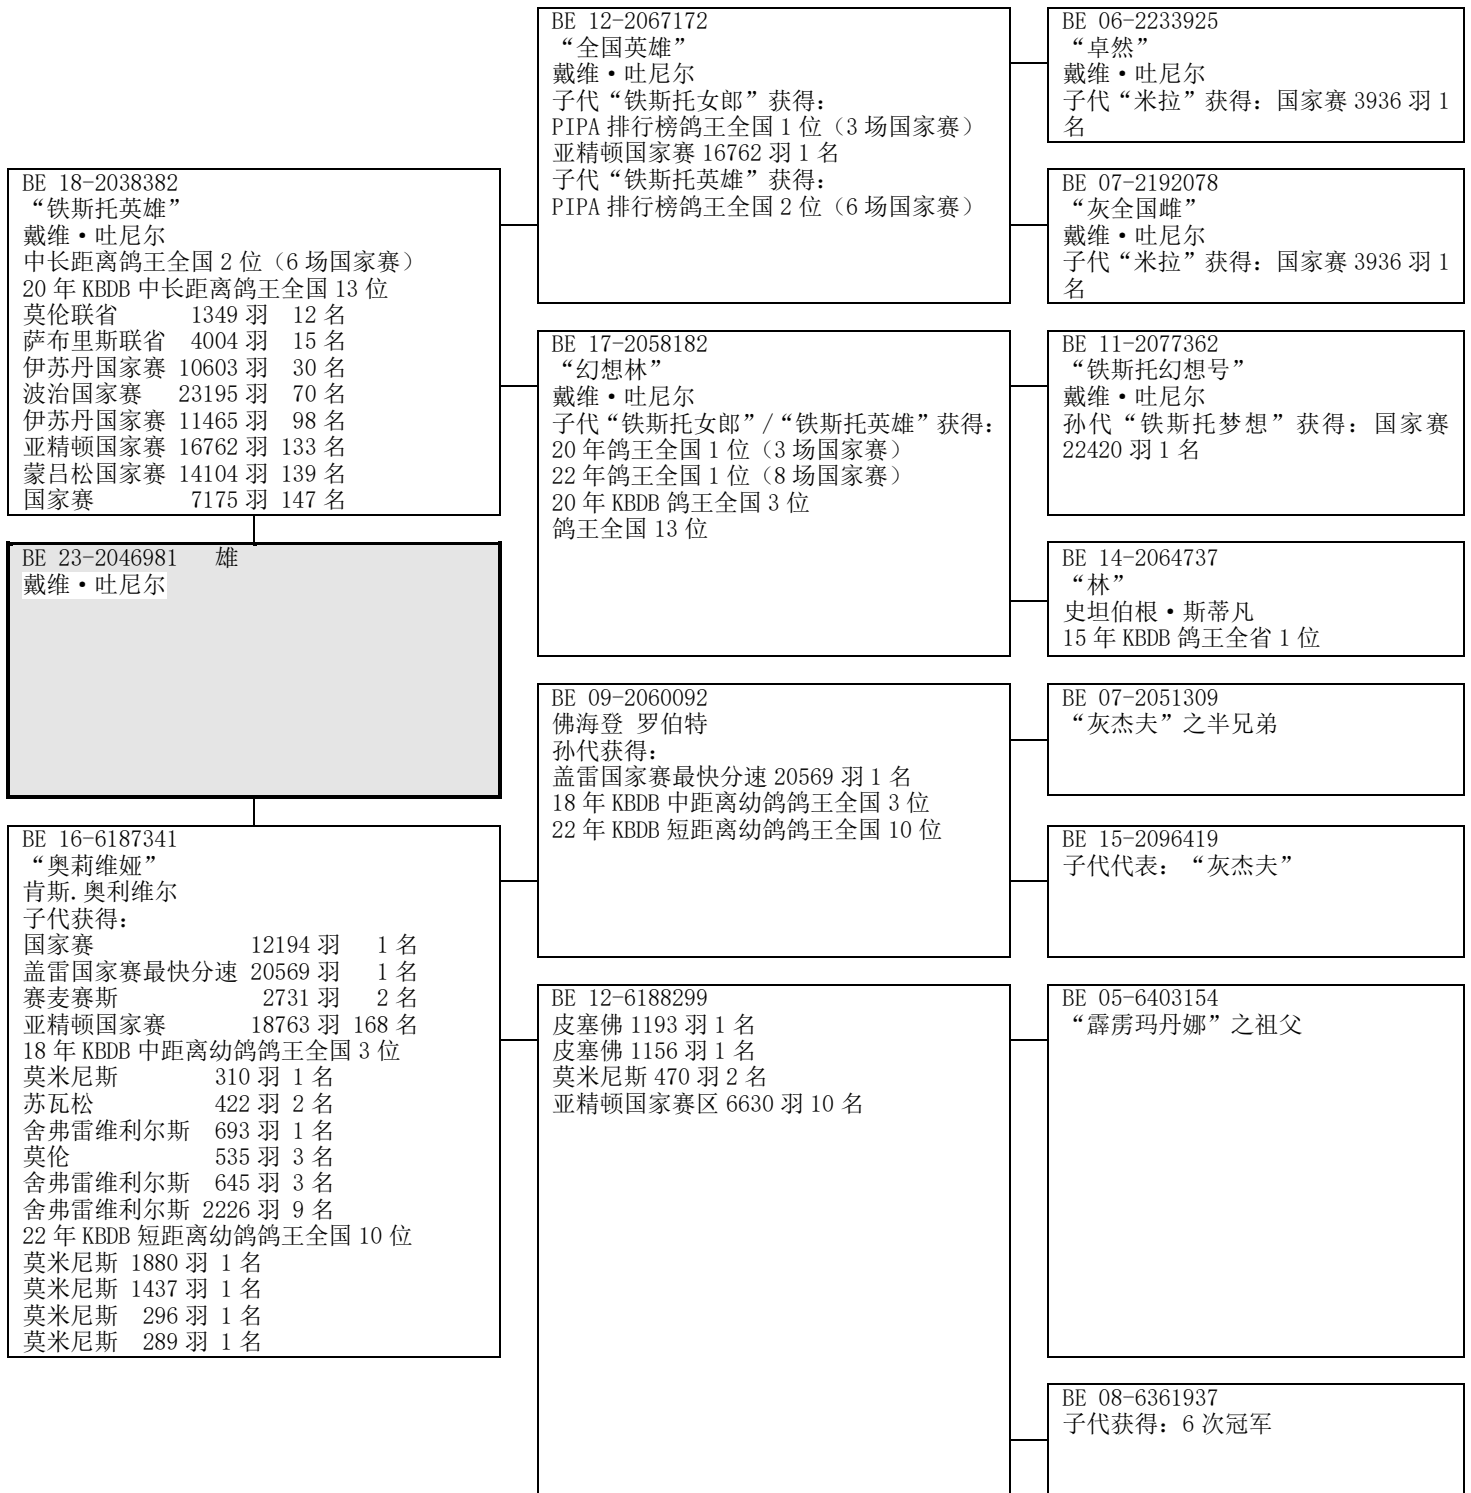 BE 18-2038382
“铁斯托英雄”
戴维·吐尼尔
中长距离鸽王全国 2 位（6 场国家赛）
20 年 KBDB 中长距离鸽王全国 13 位
莫伦联省 1349 羽 12 名
萨布里斯联省 4004 羽 15 名
伊苏丹国家赛 10603 羽 30 名
波治国家赛 23195 羽 70 名
伊苏丹国家赛 11465 羽 98 名
亚精顿国家赛 16762 羽 133 名
蒙吕松国家赛 14104 羽 139 名
国家赛 7175 羽 147 名
BE 23-2046981 雄
戴维·吐尼尔
BE 16-6187341
“奥莉维娅”
肯斯.奥利维尔
子代获得：
国家赛 12194 羽 1 名
盖雷国家赛最快分速 20569 羽 1 名
赛麦赛斯 2731 羽 2 名
亚精顿国家赛 18763 羽 168 名
18 年 KBDB 中距离幼鸽鸽王全国 3 位
莫米尼斯 310 羽 1 名
苏瓦松 422 羽 2 名
舍弗雷维利尔斯 693 羽 1 名
莫伦 535 羽 3 名
舍弗雷维利尔斯 645 羽 3 名
舍弗雷维利尔斯 2226 羽 9 名
22 年 KBDB 短距离幼鸽鸽王全国 10 位
莫米尼斯 1880 羽 1 名
莫米尼斯 1437 羽 1 名
莫米尼斯 296 羽 1 名
莫米尼斯 289 羽 1 名
BE 12-2067172
“全国英雄”
戴维·吐尼尔
子代“铁斯托女郎”获得：
PIPA 排行榜鸽王全国 1 位（3 场国家赛）
亚精顿国家赛 16762 羽 1 名
子代“铁斯托英雄”获得：
PIPA 排行榜鸽王全国 2 位（6 场国家赛）
BE 17-2058182
“幻想林”
戴维·吐尼尔
子代“铁斯托女郎”/“铁斯托英雄”获得：
20 年鸽王全国 1 位（3 场国家赛）
22 年鸽王全国 1 位（8 场国家赛）
20 年 KBDB 鸽王全国 3 位
鸽王全国 13 位
BE 09-2060092
佛海登 罗伯特
孙代获得：
盖雷国家赛最快分速 20569 羽 1 名
18 年 KBDB 中距离幼鸽鸽王全国 3 位
22 年 KBDB 短距离幼鸽鸽王全国 10 位
BE 12-6188299
皮塞佛 1193 羽 1 名
皮塞佛 1156 羽 1 名
莫米尼斯 470 羽 2 名
亚精顿国家赛区 6630 羽 10 名
BE 06-2233925
“卓然”
戴维·吐尼尔
子代“米拉”获得：国家赛 3936 羽 1
名
BE 07-2192078
“灰全国雌”
戴维·吐尼尔
子代“米拉”获得：国家赛 3936 羽 1
名
BE 11-2077362
“铁斯托幻想号”
戴维·吐尼尔
孙代“铁斯托梦想”获得：国家赛
22420 羽 1 名
BE 14-2064737
“林”
史坦伯根·斯蒂凡
15 年 KBDB 鸽王全省 1 位
BE 07-2051309
“灰杰夫”之半兄弟
BE 15-2096419
子代代表：“灰杰夫”
BE 05-6403154
“霹雳玛丹娜”之祖父
BE 08-6361937
子代获得：6 次冠军